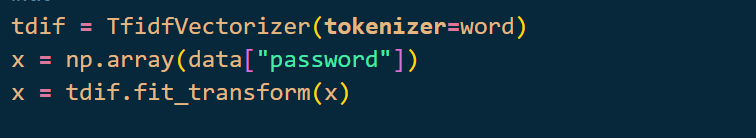 tdif = TfidfVectorizer(tokenizer=word)
x = np.array(data["password"])
x = tdif.fit_transform(x)